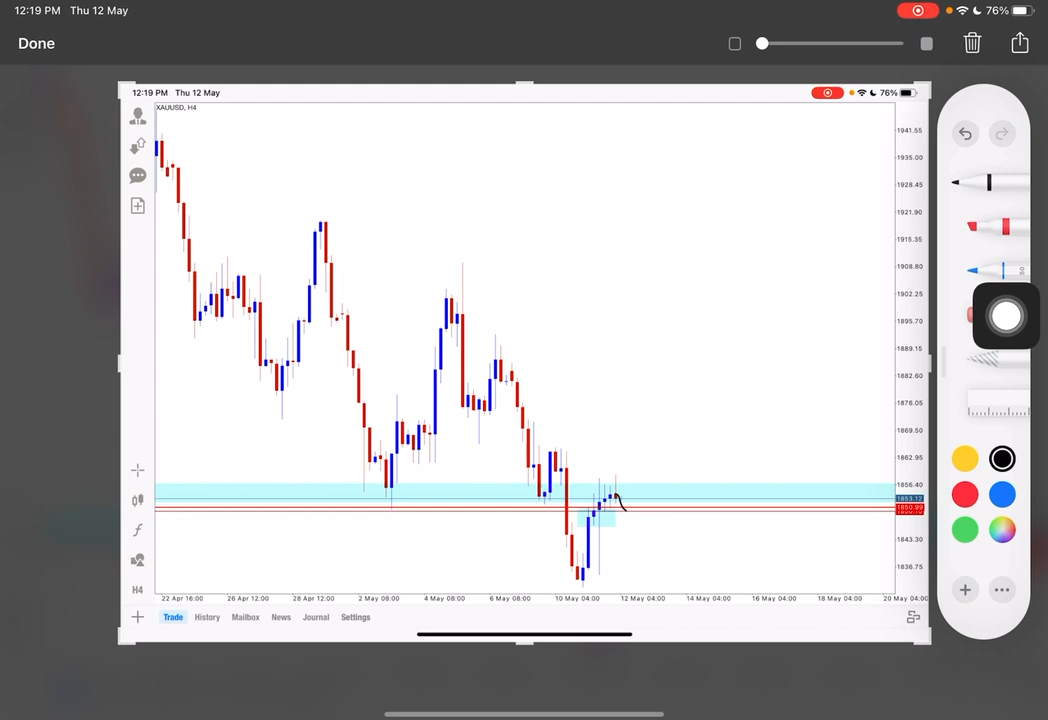 12:19 PM Thu 12 May
76%
Done
12:19 PM Thu 12 May
76%
XAUUSD, H4
1941.55
1935.00
1928.45
1921.90
1915.35
1908.80
1902.25
1895.70
1889.15
1882.60
1876.05
1869.50
1862.95
1856.40
1853.12
1850.99
1843.30
1836.75
H4
22 Apr 16:00
26 Apr 12:00
28 Apr 12:00
2 May 08:00
4 May 08:00
6 May 08:00
10 May 04:00
12 May 04:00
14 May 04:00
16 May 04:00
18 May 04:00
20 May 04:00
Trade
History
Mailbox
News
Journal
Settings